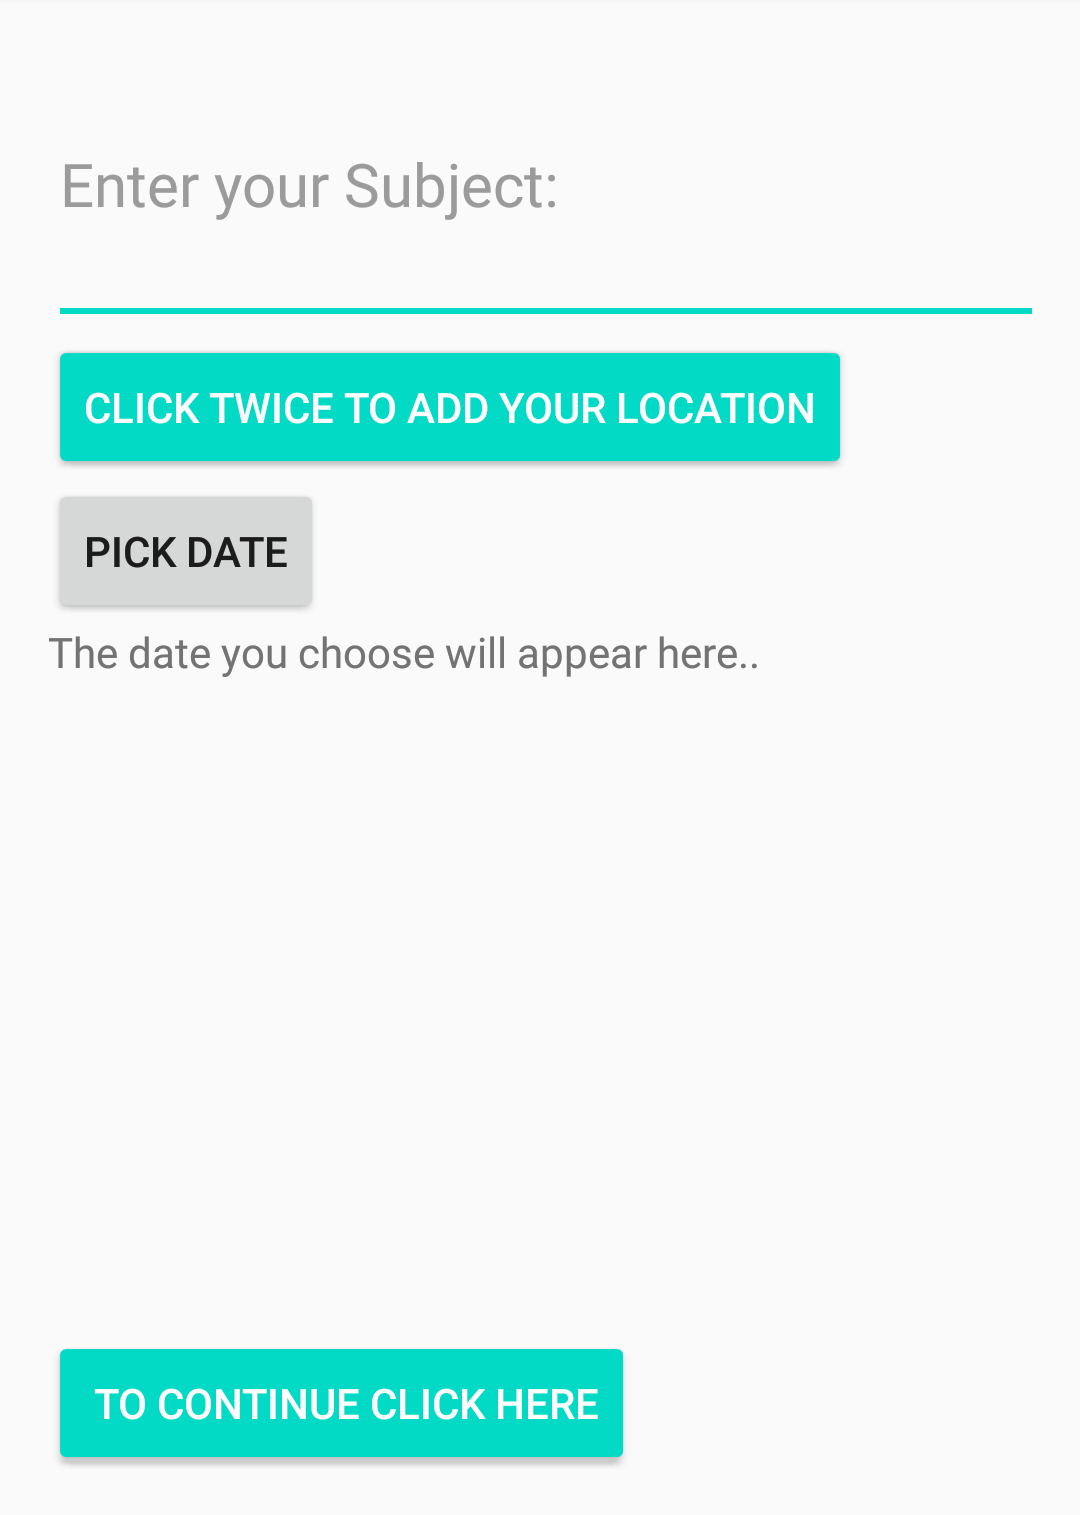 Enter your Subject:
CLICK TWICE TO ADD YOUR LOCATION
PICK DATE
The date you choose will appear here..
TO CONTINUE CLICK HERE